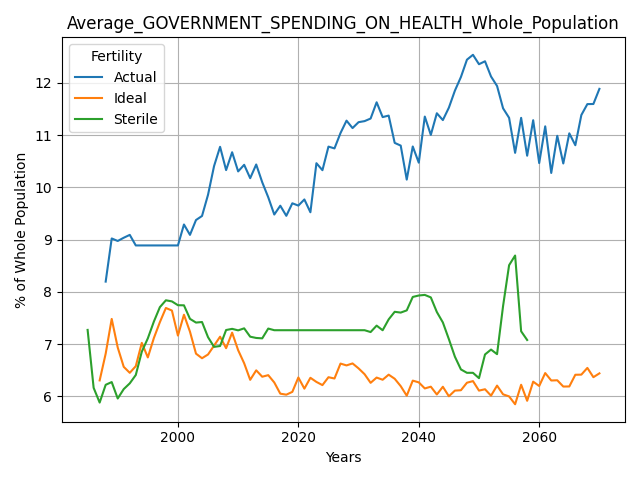 Average_GOVERNMENT_SPENDING_ON_HEALTH_Whole_Population
Fertility
Actual
Ideal
Sterile
% of Whole Population
12
11
10
9
8
7
6
2000
2020
2040
2060
Years